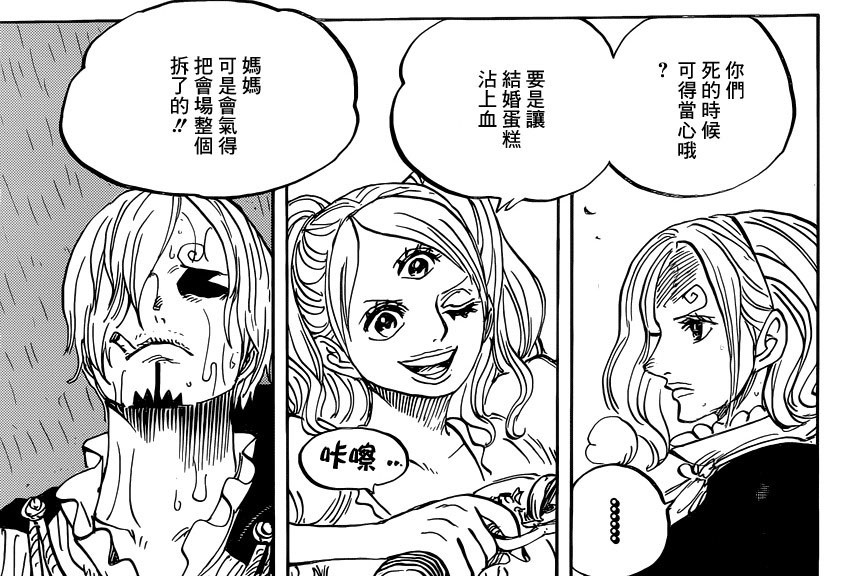 你們
死的時候
可得當心哦
?
要是讓
結婚蛋糕
沾上血
媽媽
可是會氣得
把會場整個
拆了的!!
………
咔嚓…